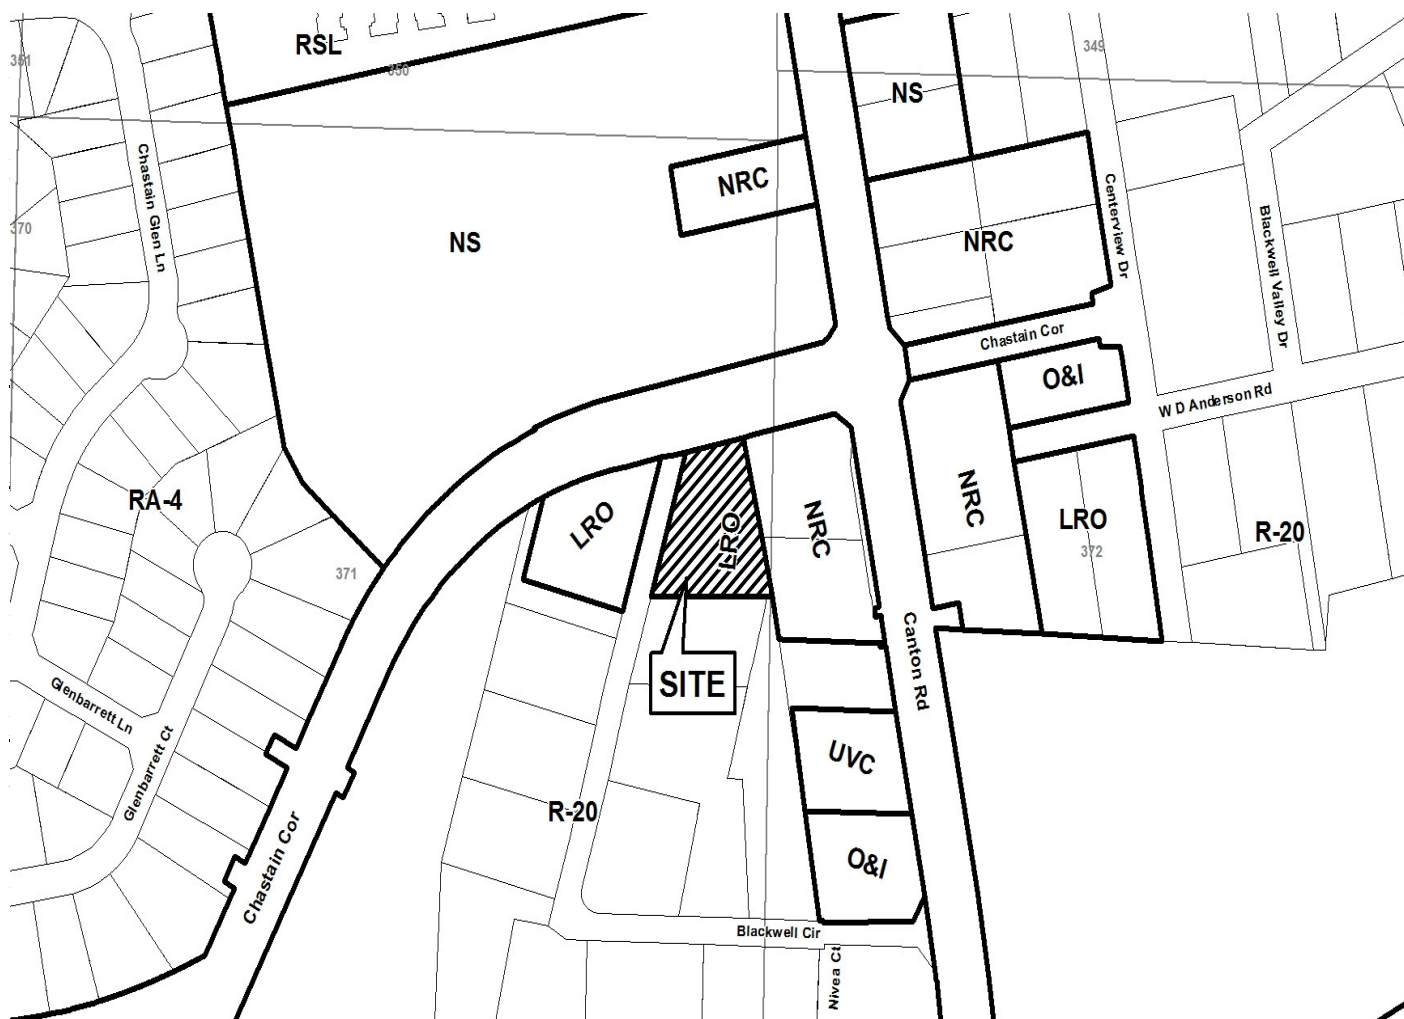 RSL
351
350
349
NS
Chastain Glen Ln
NRC
Centerview Dr
370
NS
NRC
Blackwell Valley Dr
Chastain Cor
O&I
W D Anderson Rd
RA-4
LRO
LRO
NRC
NRC
LRO
R-20
372
371
SITE
Canton Rd
Glenbarrett Ln
Glenbarrett Ct
UVC
R-20
O&I
Chastain Cor
Blackwell Cir
Nivea Ct